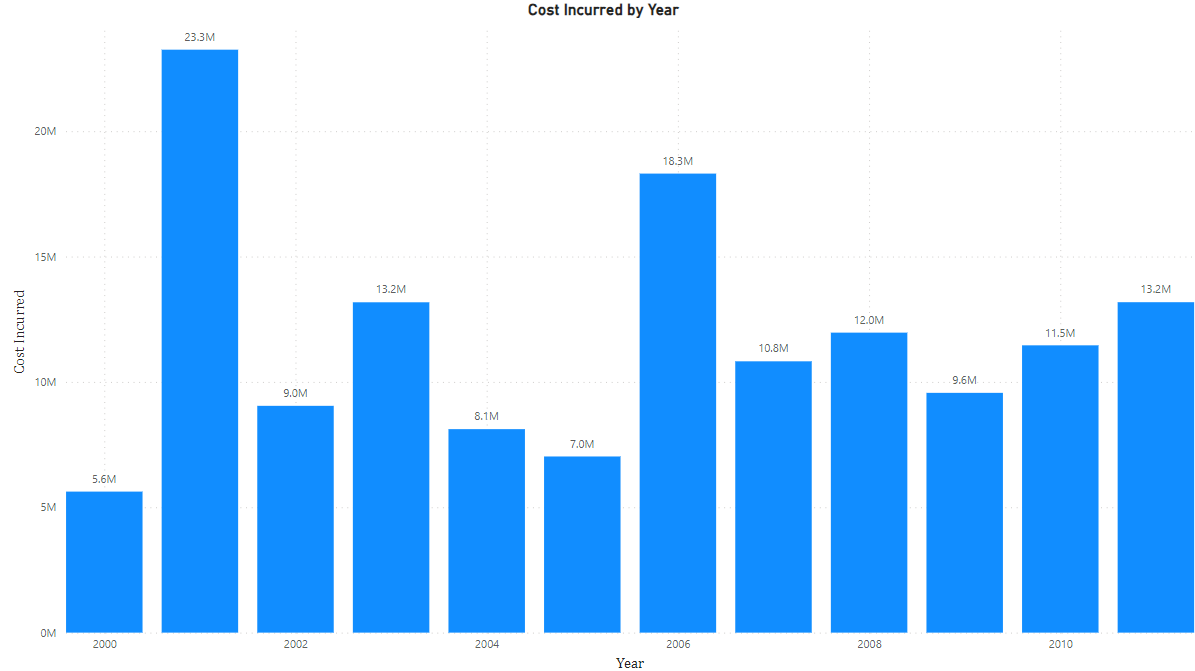 Cost Incurred by Year
Cost Incurred
20M
15M
10M
5M
0M
5.6M
23.3M
9.0M
13.2M
8.1M
7.0M
18.3M
10.8M
12.0M
9.6M
11.5M
13.2M
2000
2002
2004
2006
2008
2010
Year